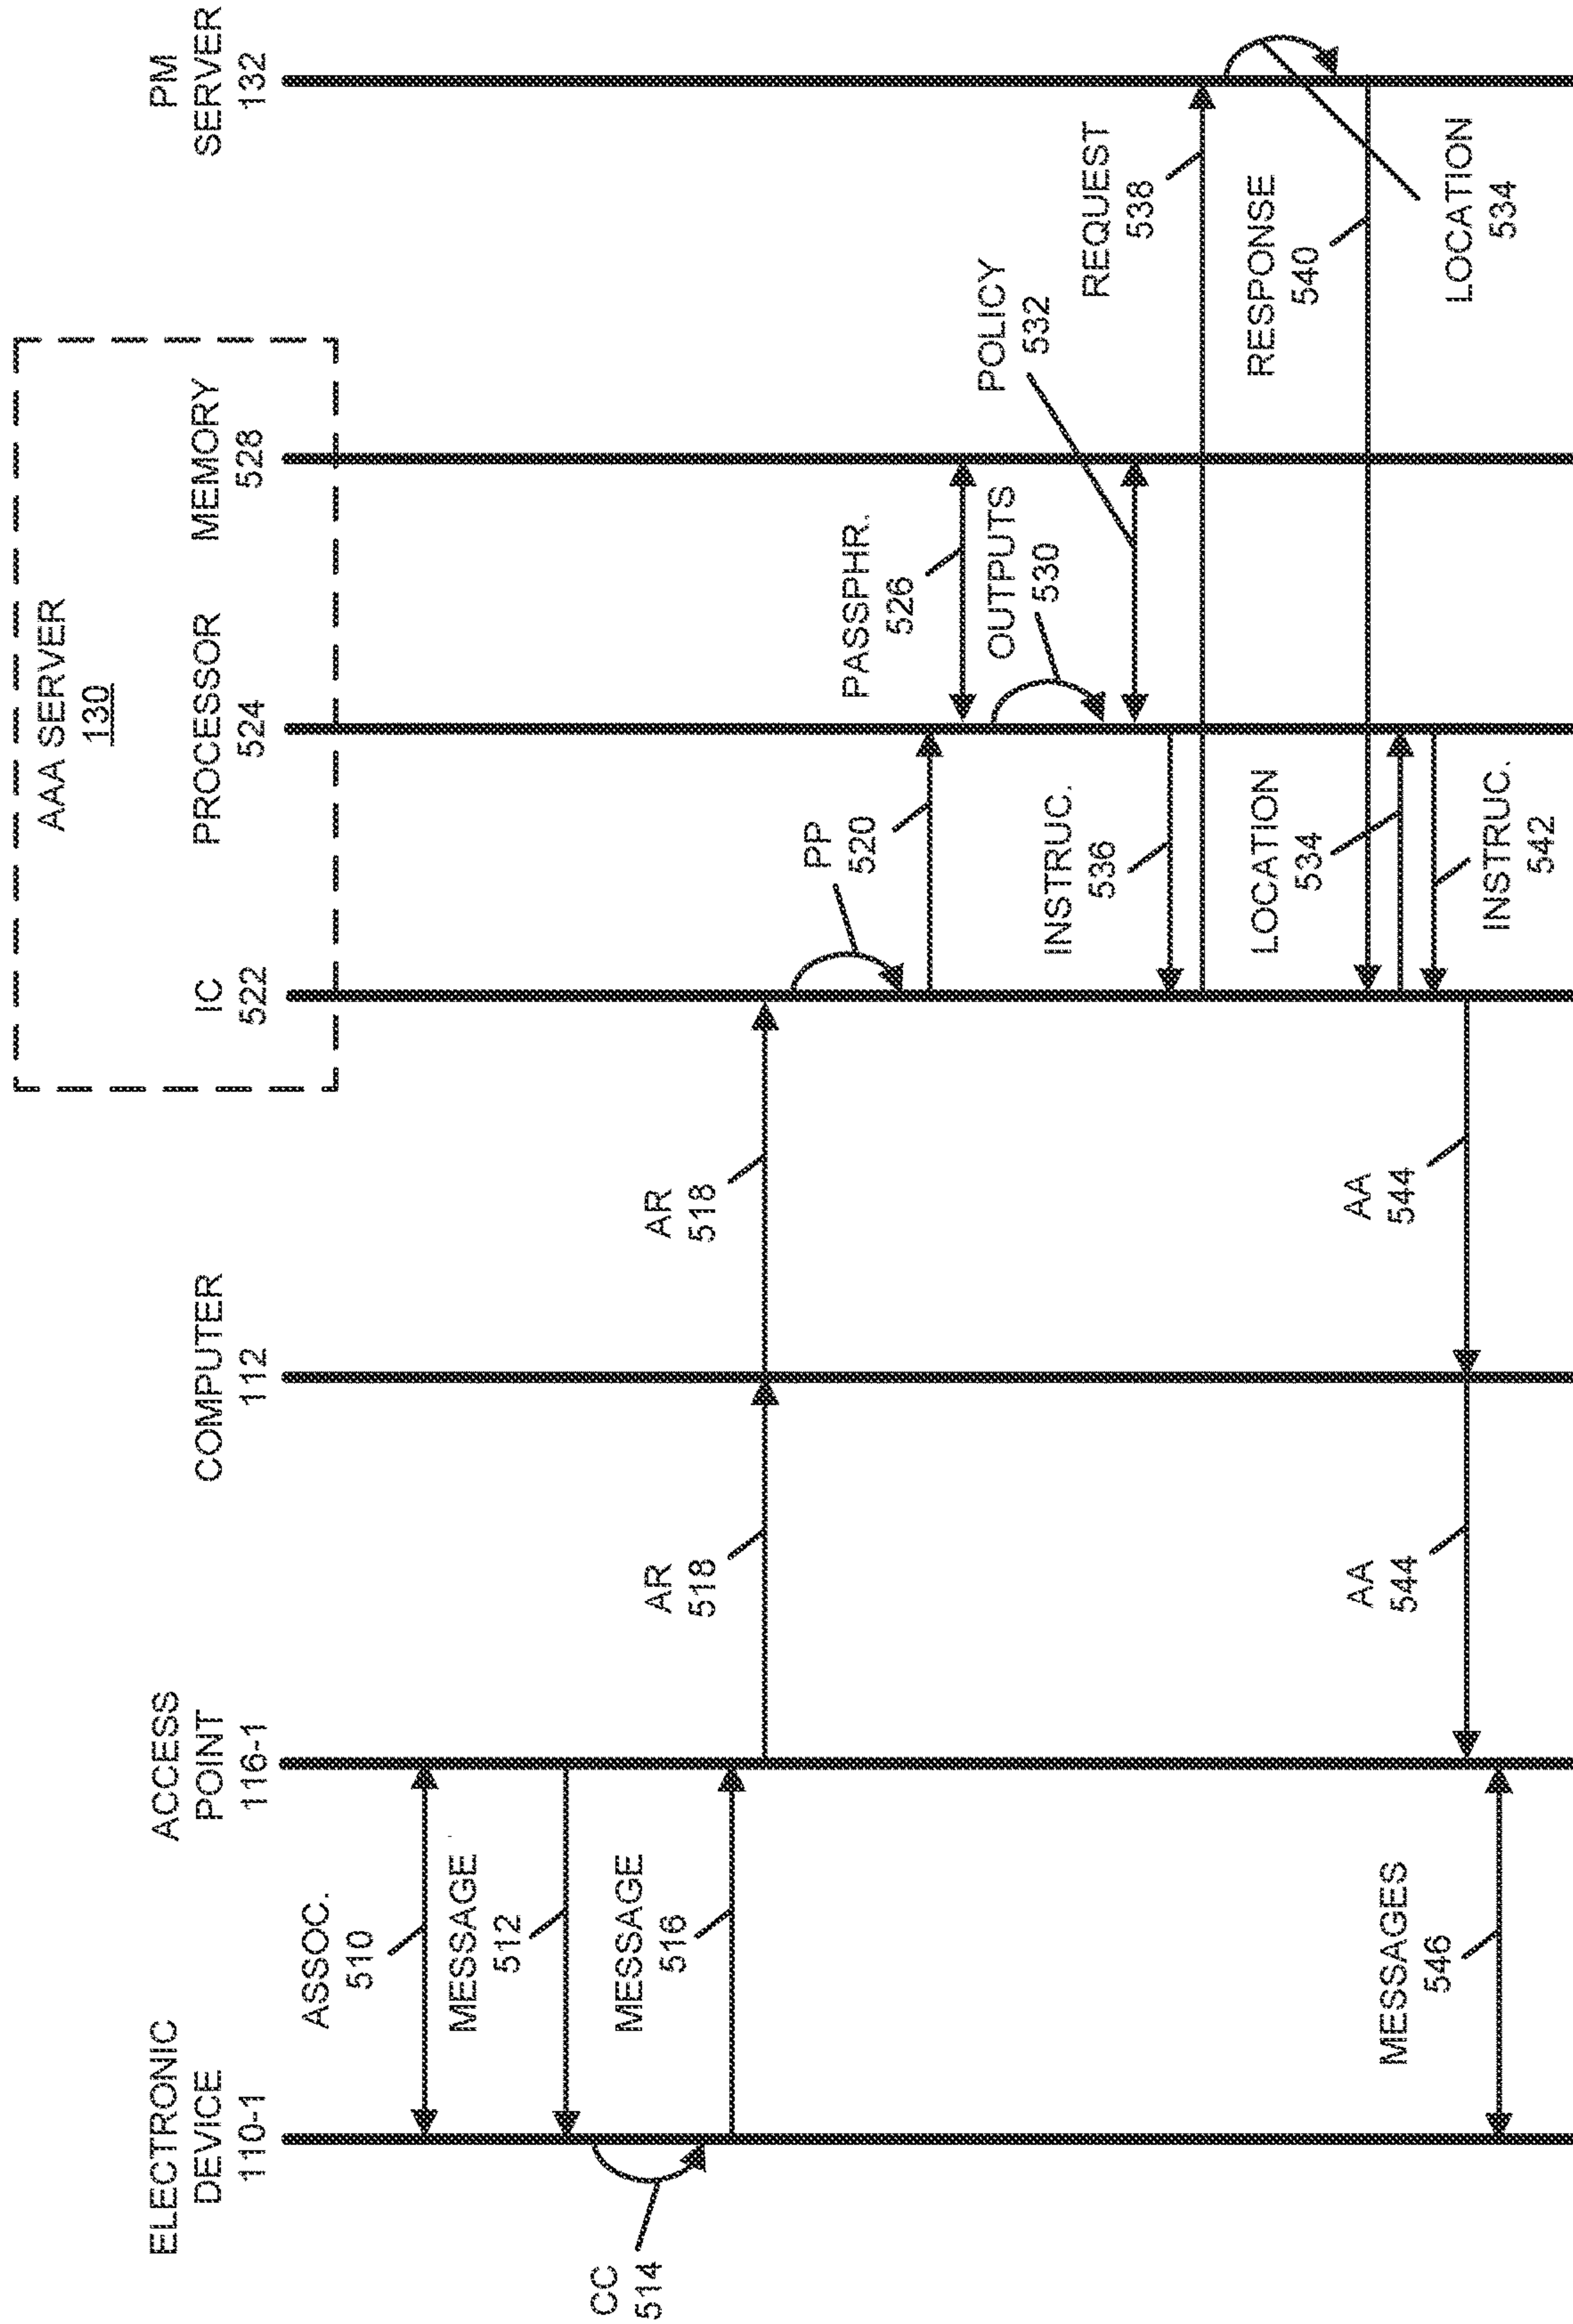 AAA SERVER
130
ELECTRONIC
DEVICE
110-1
ACCESS
POINT
116-1
COMPUTER
112
IC
522
PROCESSOR
524
MEMORY
528
PM
SERVER
132
ASSOC.
510
MESSAGE
512
CC
514
MESSAGE
516
AR
518
AR
518
PP
520
PASSPHR.
526
OUTPUTS
530
POLICY
532
INSTRUC.
536
REQUEST
538
RESPONSE
540
LOCATION
534
LOCATION
534
INSTRUC.
542
AA
544
AA
544
MESSAGES
546